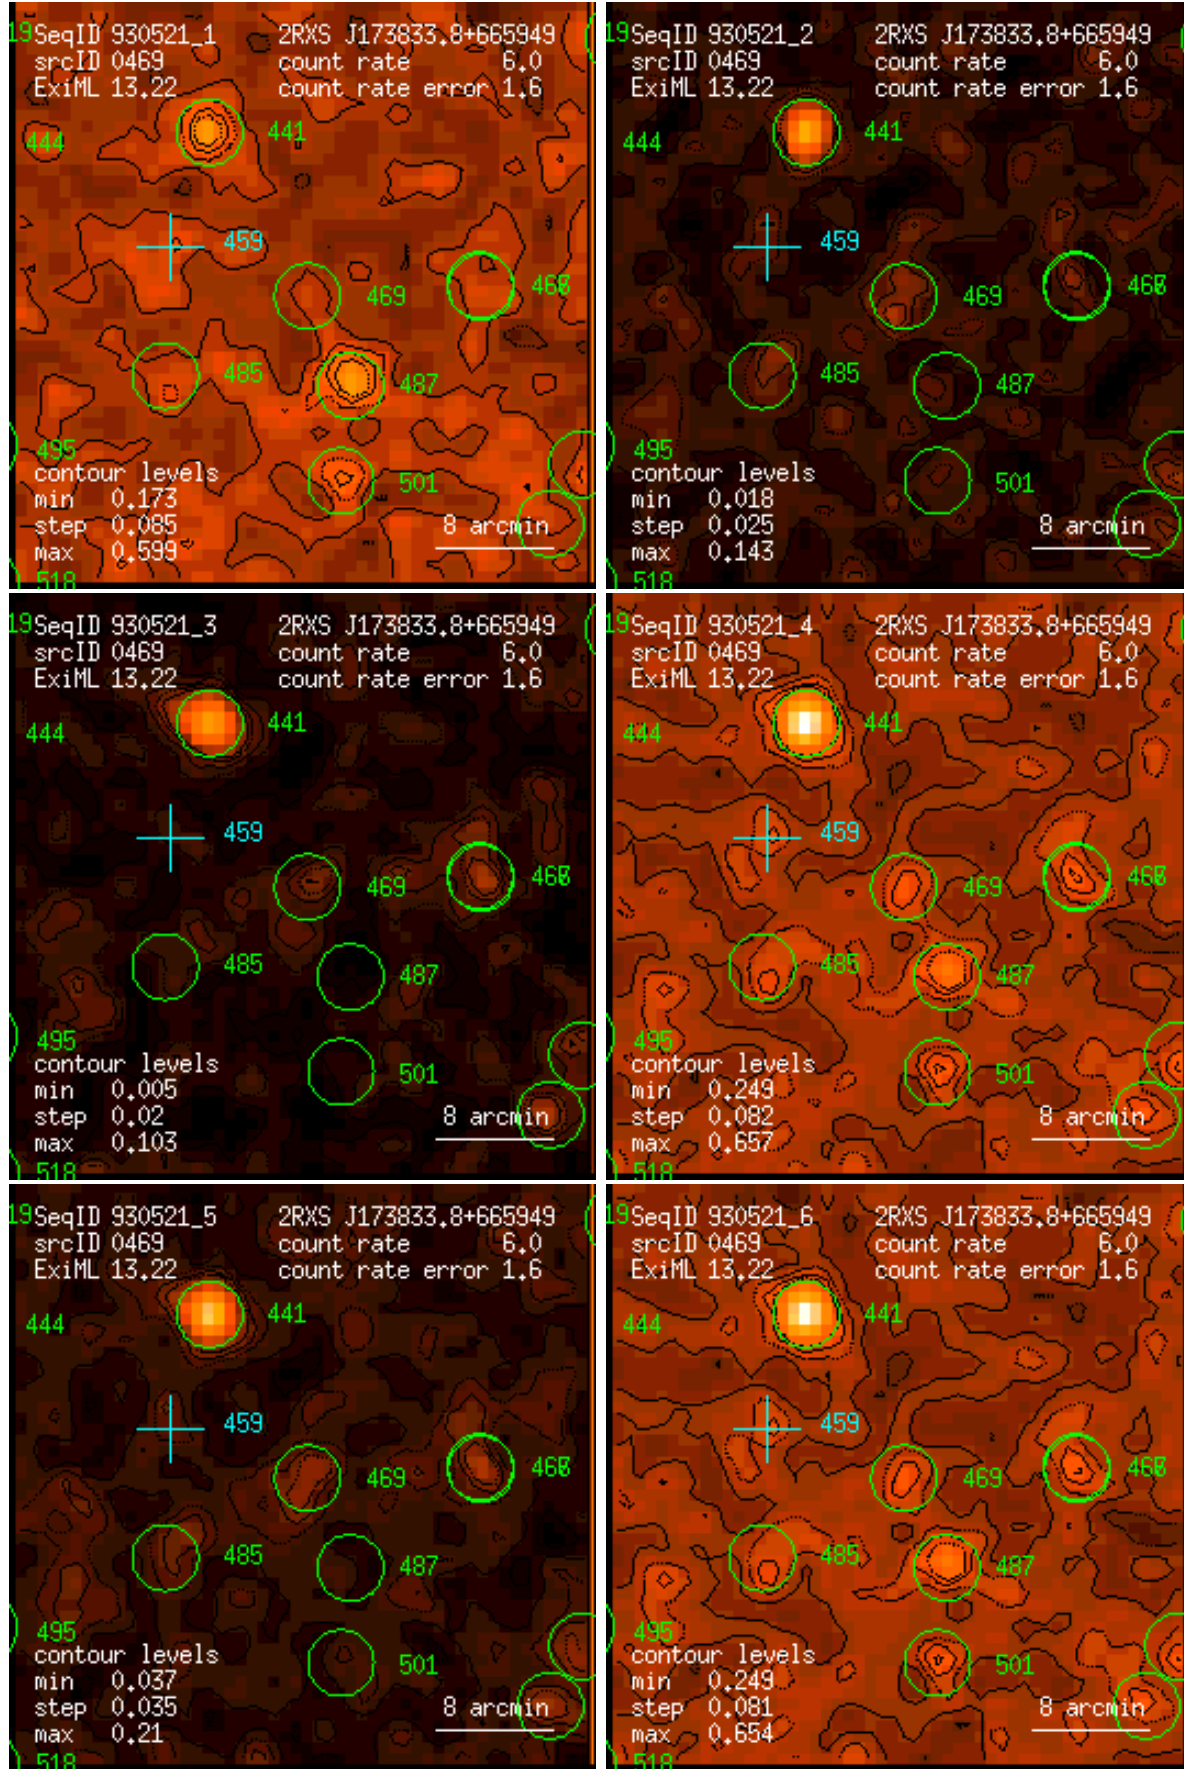 19 SeqID 930521_1 2RXS J173833.8+665949
srcID 0469 count rate 6.0
ExiML 13.22 count rate error 1.6
444 441
459
469 468
485 487
495
contour levels
min 0.173 501
step 0.085 8 arcmin
max 0.599
518
19 SeqID 930521_2 2RXS J173833.8+665949
srcID 0469 count rate 6.0
ExiML 13.22 count rate error 1.6
444 441
459
469 468
485 487
495
contour levels
min 0.018 501
step 0.025 8 arcmin
max 0.143
518
19 SeqID 930521_3 2RXS J173833.8+665949
srcID 0469 count rate 6.0
ExiML 13.22 count rate error 1.6
444 441
459
469 468
485 487
495
contour levels
min 0.005 501
step 0.02 8 arcmin
max 0.103
518
19 SeqID 930521_4 2RXS J173833.8+665949
srcID 0469 count rate 6.0
ExiML 13.22 count rate error 1.6
444 441
459
469 468
485 487
495
contour levels
min 0.249 501
step 0.082 8 arcmin
max 0.657
518
19 SeqID 930521_5 2RXS J173833.8+665949
srcID 0469 count rate 6.0
ExiML 13.22 count rate error 1.6
444 441
459
469 468
485 487
495
contour levels
min 0.037 501
step 0.035 8 arcmin
max 0.21
518
19 SeqID 930521_6 2RXS J173833.8+665949
srcID 0469 count rate 6.0
ExiML 13.22 count rate error 1.6
444 441
459
469 468
485 487
495
contour levels
min 0.249 501
step 0.081 8 arcmin
max 0.654
518